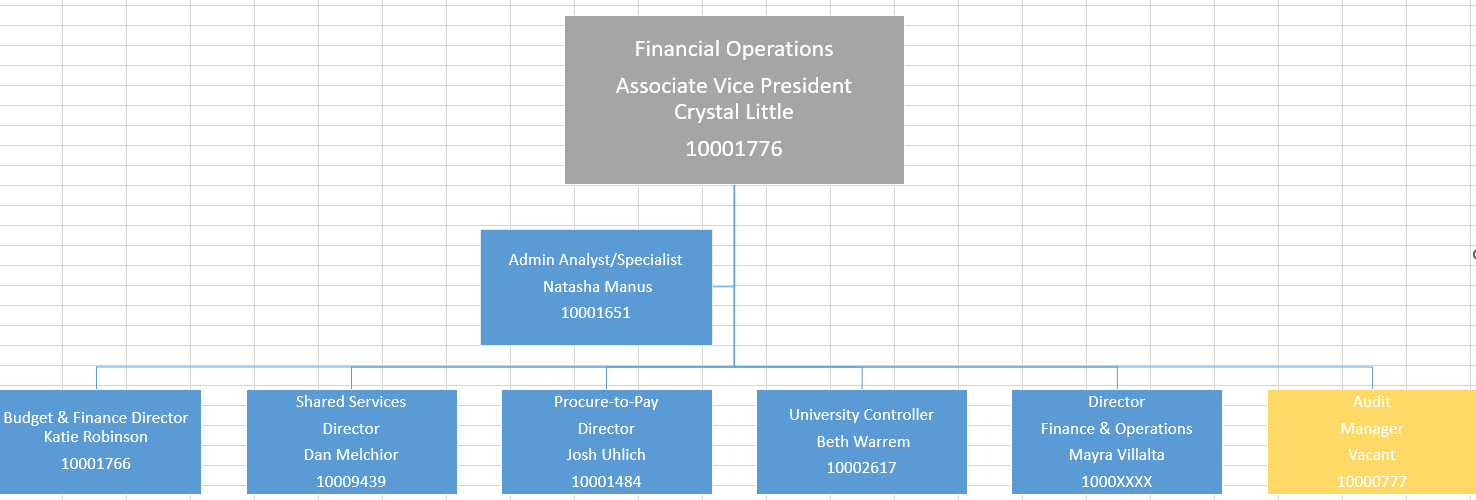 Financial Operations
Associate Vice President
Crystal Little
10001776
Admin Analyst/Specialist
Natasha Manus
10001651
Budget & Finance Director
Katie Robinson
10001766
Shared Services
Director
Dan Melchior
10009439
Procure-to-Pay
Director
Josh Uhlich
10001484
University Controller
Beth Warrem
10002617
Director
Finance & Operations
Mayra Villalta
1000XXXX
Audit
Manager
Vacant
10000777